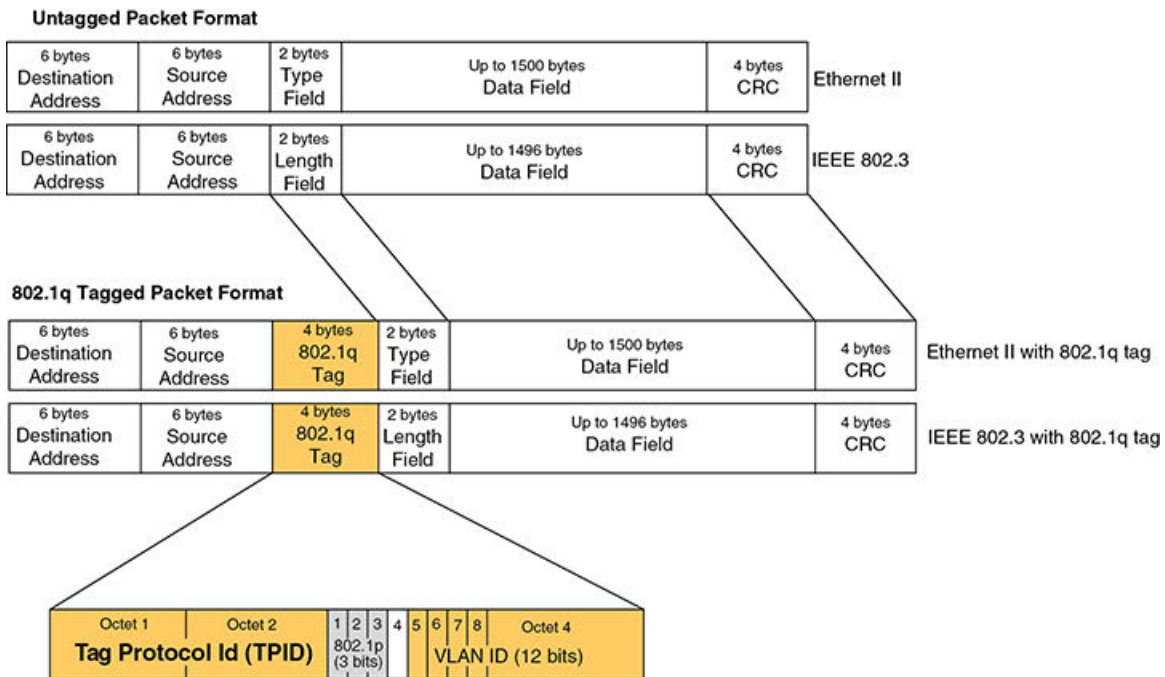 Untagged Packet Format
6 bytes
Destination
Address
6 bytes
Source
Address
2 bytes
Type
Field
Up to 1500 bytes
Data Field
4 bytes
CRC
Ethernet II
6 bytes
Destination
Address
6 bytes
Source
Address
2 bytes
Length
Field
Up to 1496 bytes
Data Field
4 bytes
CRC
IEEE 802.3
802.1q Tagged Packet Format
6 bytes
Destination
Address
6 bytes
Source
Address
4 bytes
802.1q
Tag
2 bytes
Type
Field
Up to 1500 bytes
Data Field
4 bytes
CRC
Ethernet II with 802.1q tag
6 bytes
Destination
Address
6 bytes
Source
Address
4 bytes
802.1q
Tag
2 bytes
Length
Field
Up to 1496 bytes
Data Field
4 bytes
CRC
IEEE 802.3 with 802.1q tag
Octet 1
Octet 2
Tag Protocol Id (TPID)
1 2 3 4 5 6 7 8
802.1p
(3 bits)
Octet 4
VLAN ID (12 bits)